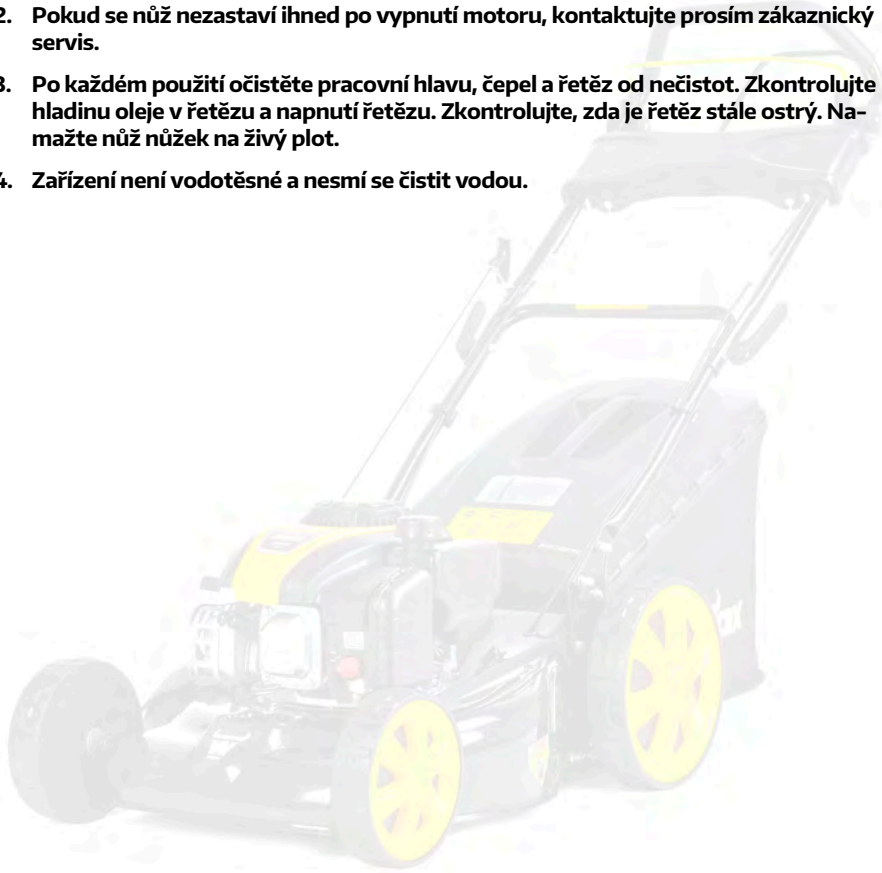 2. Pokud se nůž nezastaví ihned po vypnutí motoru, kontaktujte prosím zákaznický
servis.
3. Po každém použití očistěte pracovní hlavu, čepel a řetěz od nečistot. Zkontrolujte
hladinu oleje v řetězu a napnutí řetězu. Zkontrolujte, zda je řetěz stále ostrý. Na-
mažte nůž nůžek na živý plot.
4. Zařízení není vodotěsné a nesmí se čistit vodou.